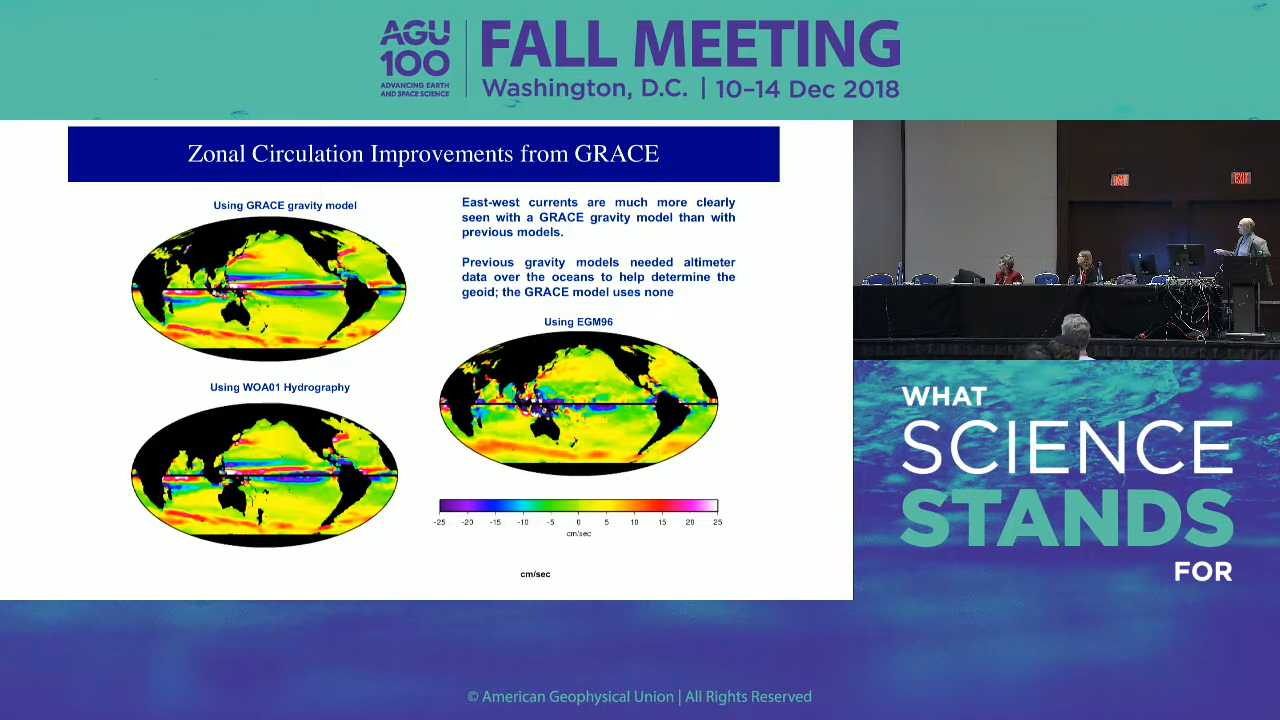 AGU
100
ADVANCING EARTH
AND SPACE SCIENCE
FALL MEETING
Washington, D.C. | 10–14 Dec 2018
Zonal Circulation Improvements from GRACE
Using GRACE gravity model
East-west currents are much more clearly
seen with a GRACE gravity model than with
previous models.
Previous gravity models needed altimeter
data over the oceans to help determine the
geoid; the GRACE model uses none
Using EGM96
Using WOA01 Hydrography
-25 -20 -15 -10 -5 0 5 10 15 20 25
cm/sec
cm/sec
EXIT
EXIT
WHAT
SCIENCE
STANDS
FOR
© American Geophysical Union | All Rights Reserved